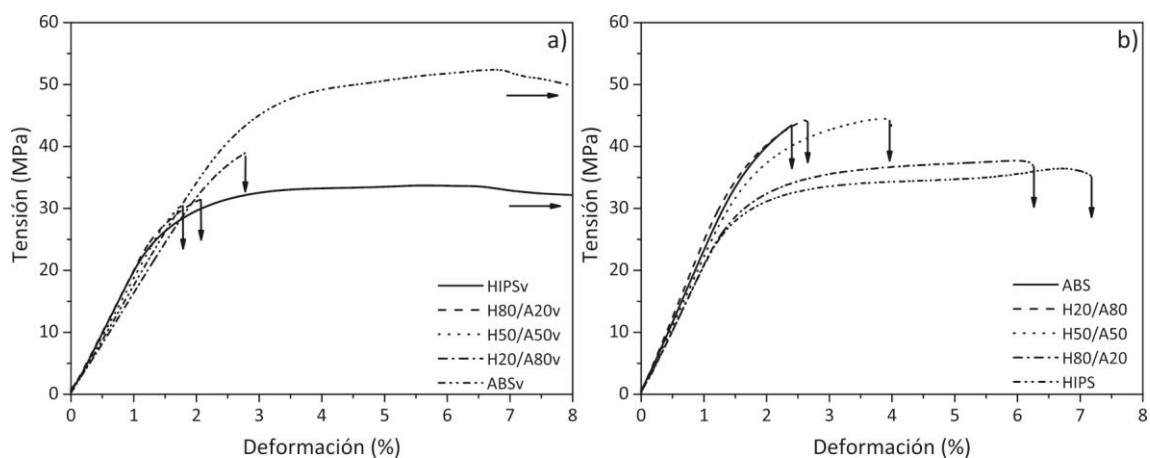 a)
60
50
40
30
20
10
0
Tensión (MPa)
HIPSv
H80/A20v
H50/A50v
H20/A80v
ABSv
0 1 2 3 4 5 6 7 8
Deformación (%)
b)
60
50
40
30
20
10
0
Tensión (MPa)
ABS
H20/A80
H50/A50
H80/A20
HIPS
0 1 2 3 4 5 6 7 8
Deformación (%)